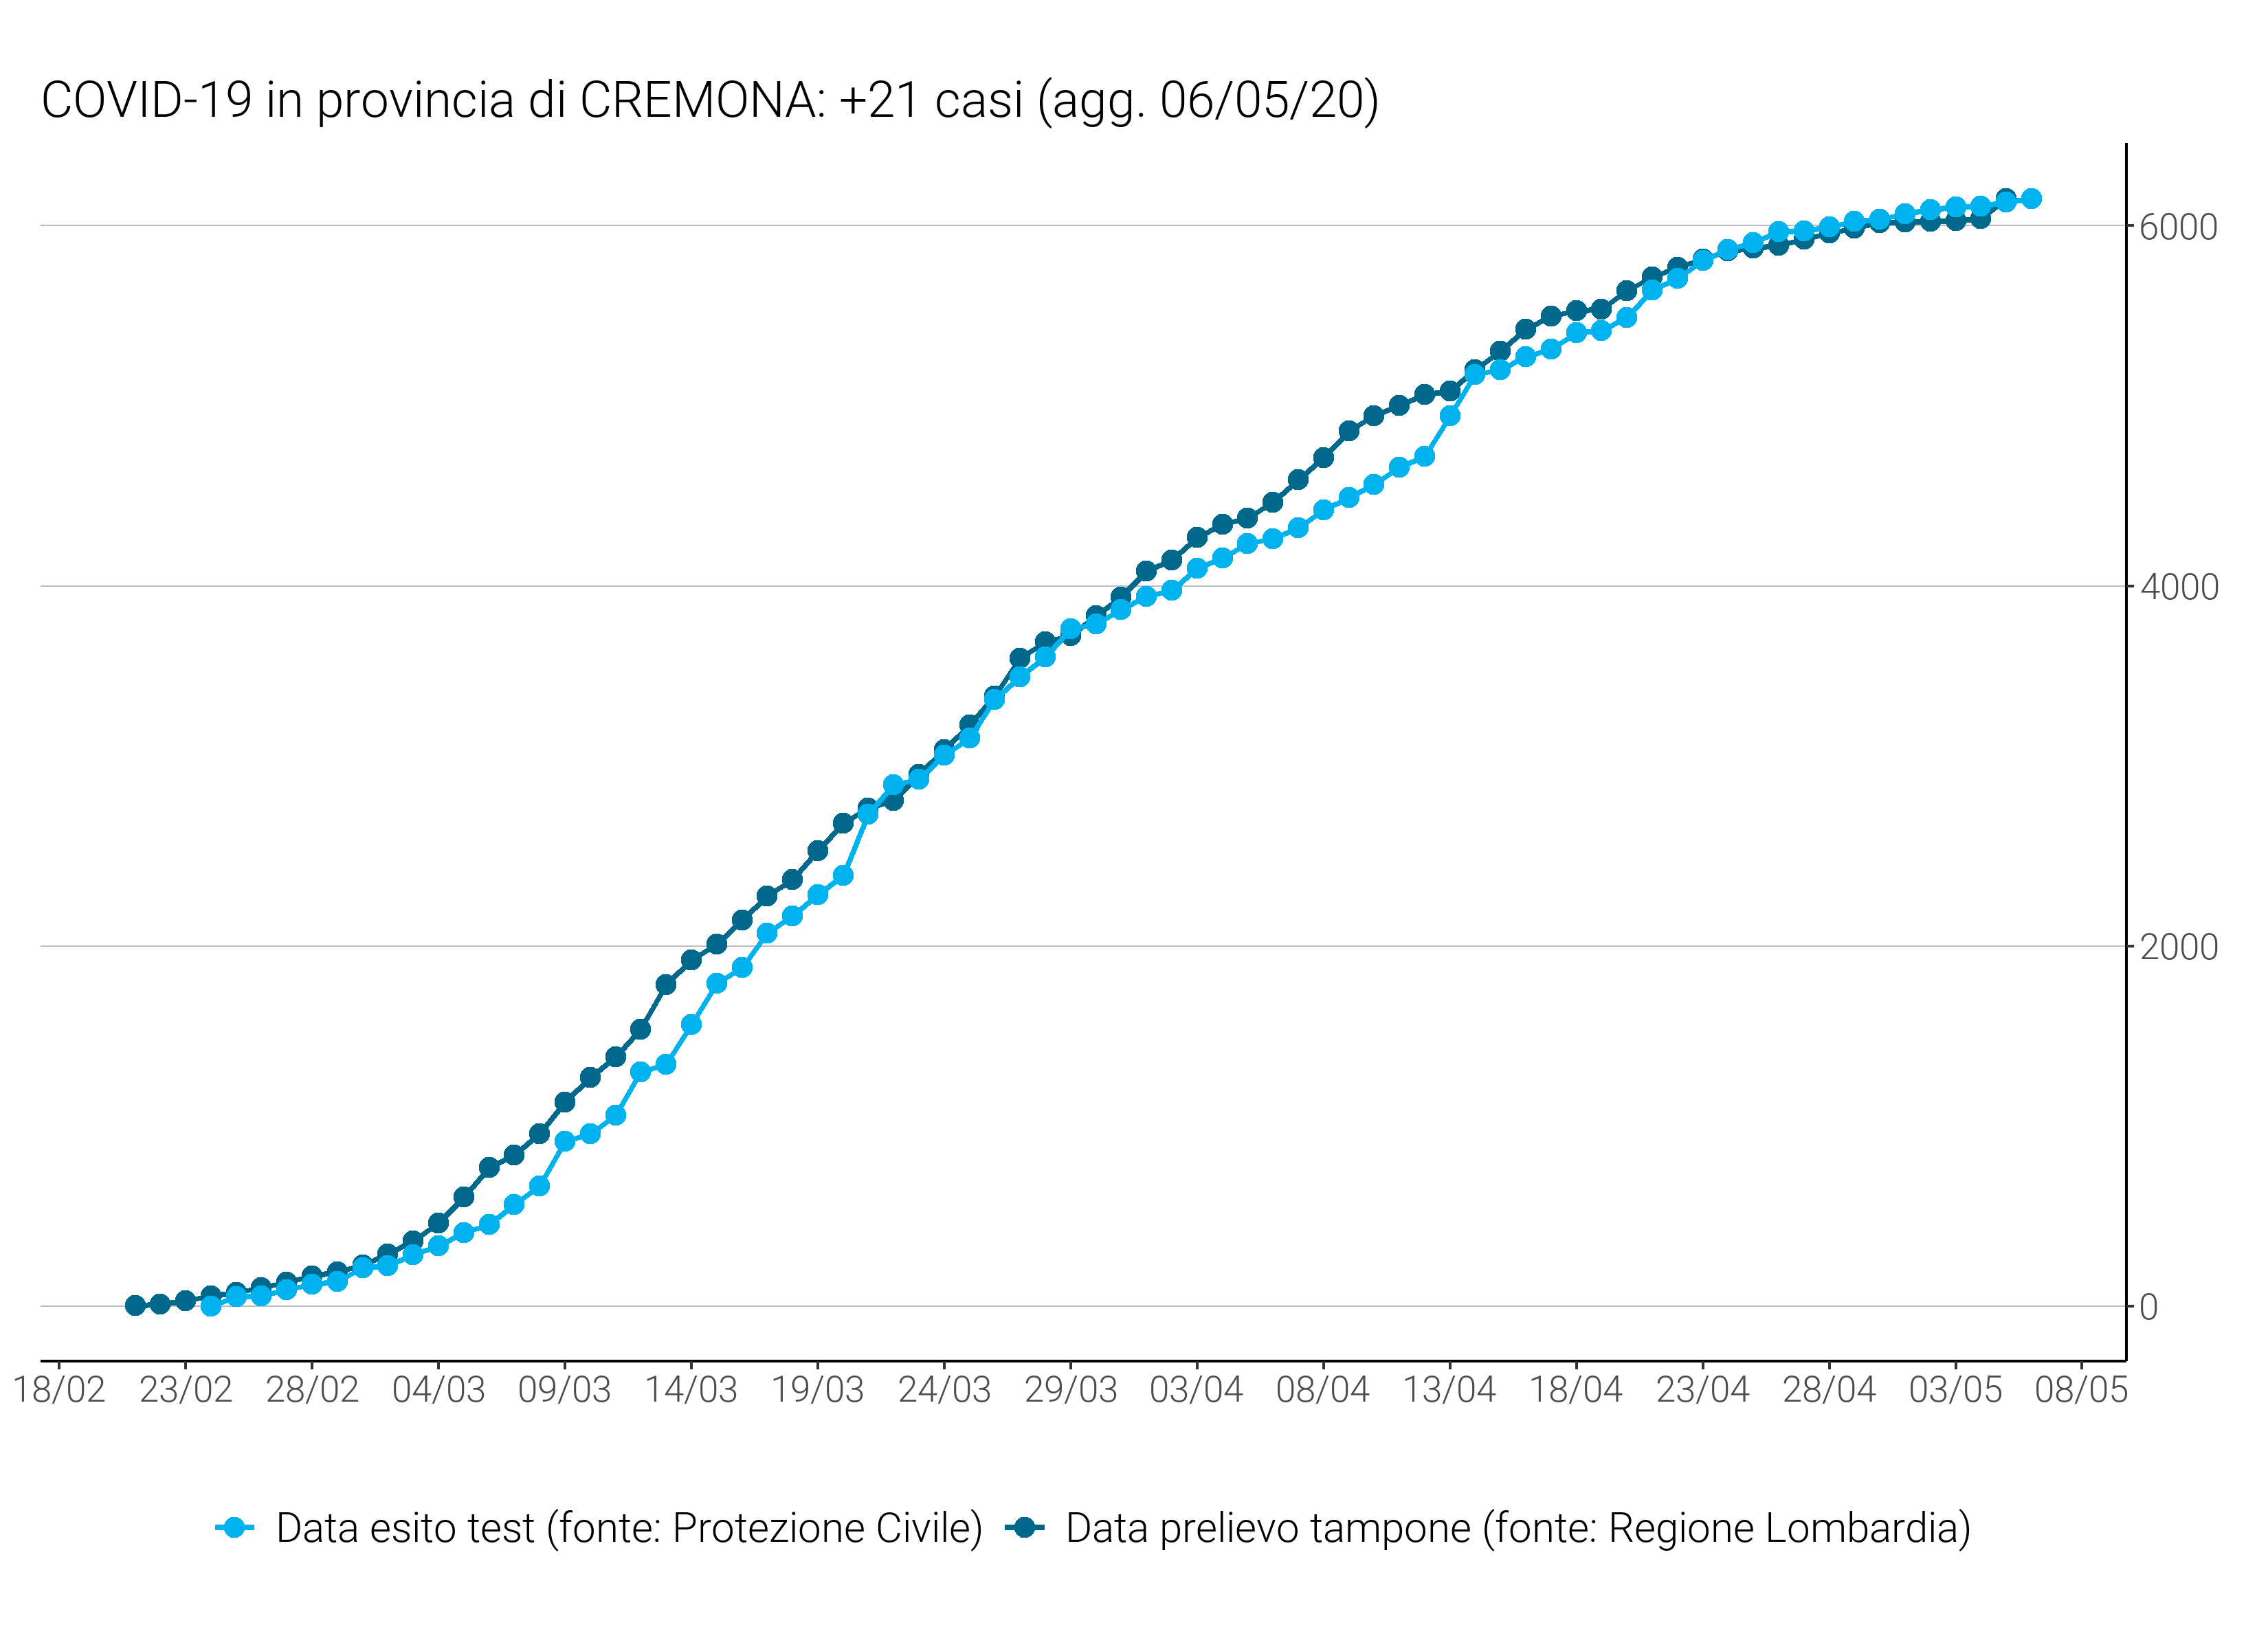 COVID-19 in provincia di CREMONA: +21 casi (agg. 06/05/20)
6000
4000
2000
0
18/02 23/02 28/02 04/03 09/03 14/03 19/03 24/03 29/03 03/04 08/04 13/04 18/04 23/04 28/04 03/05 08/05
Data esito test (fonte: Protezione Civile) Data prelievo tampone (fonte: Regione Lombardia)